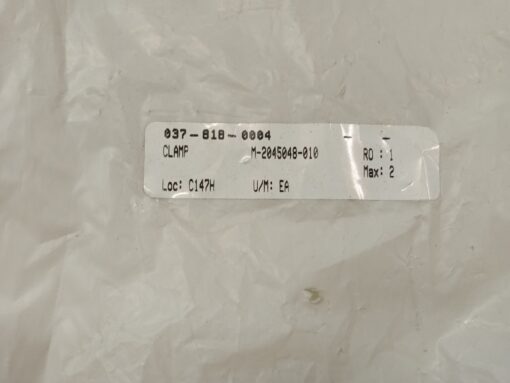 037-818-0004 - -
CLAMP M-2045048-010 RO : 1
Max: 2
Loc: C147H U/M: EA